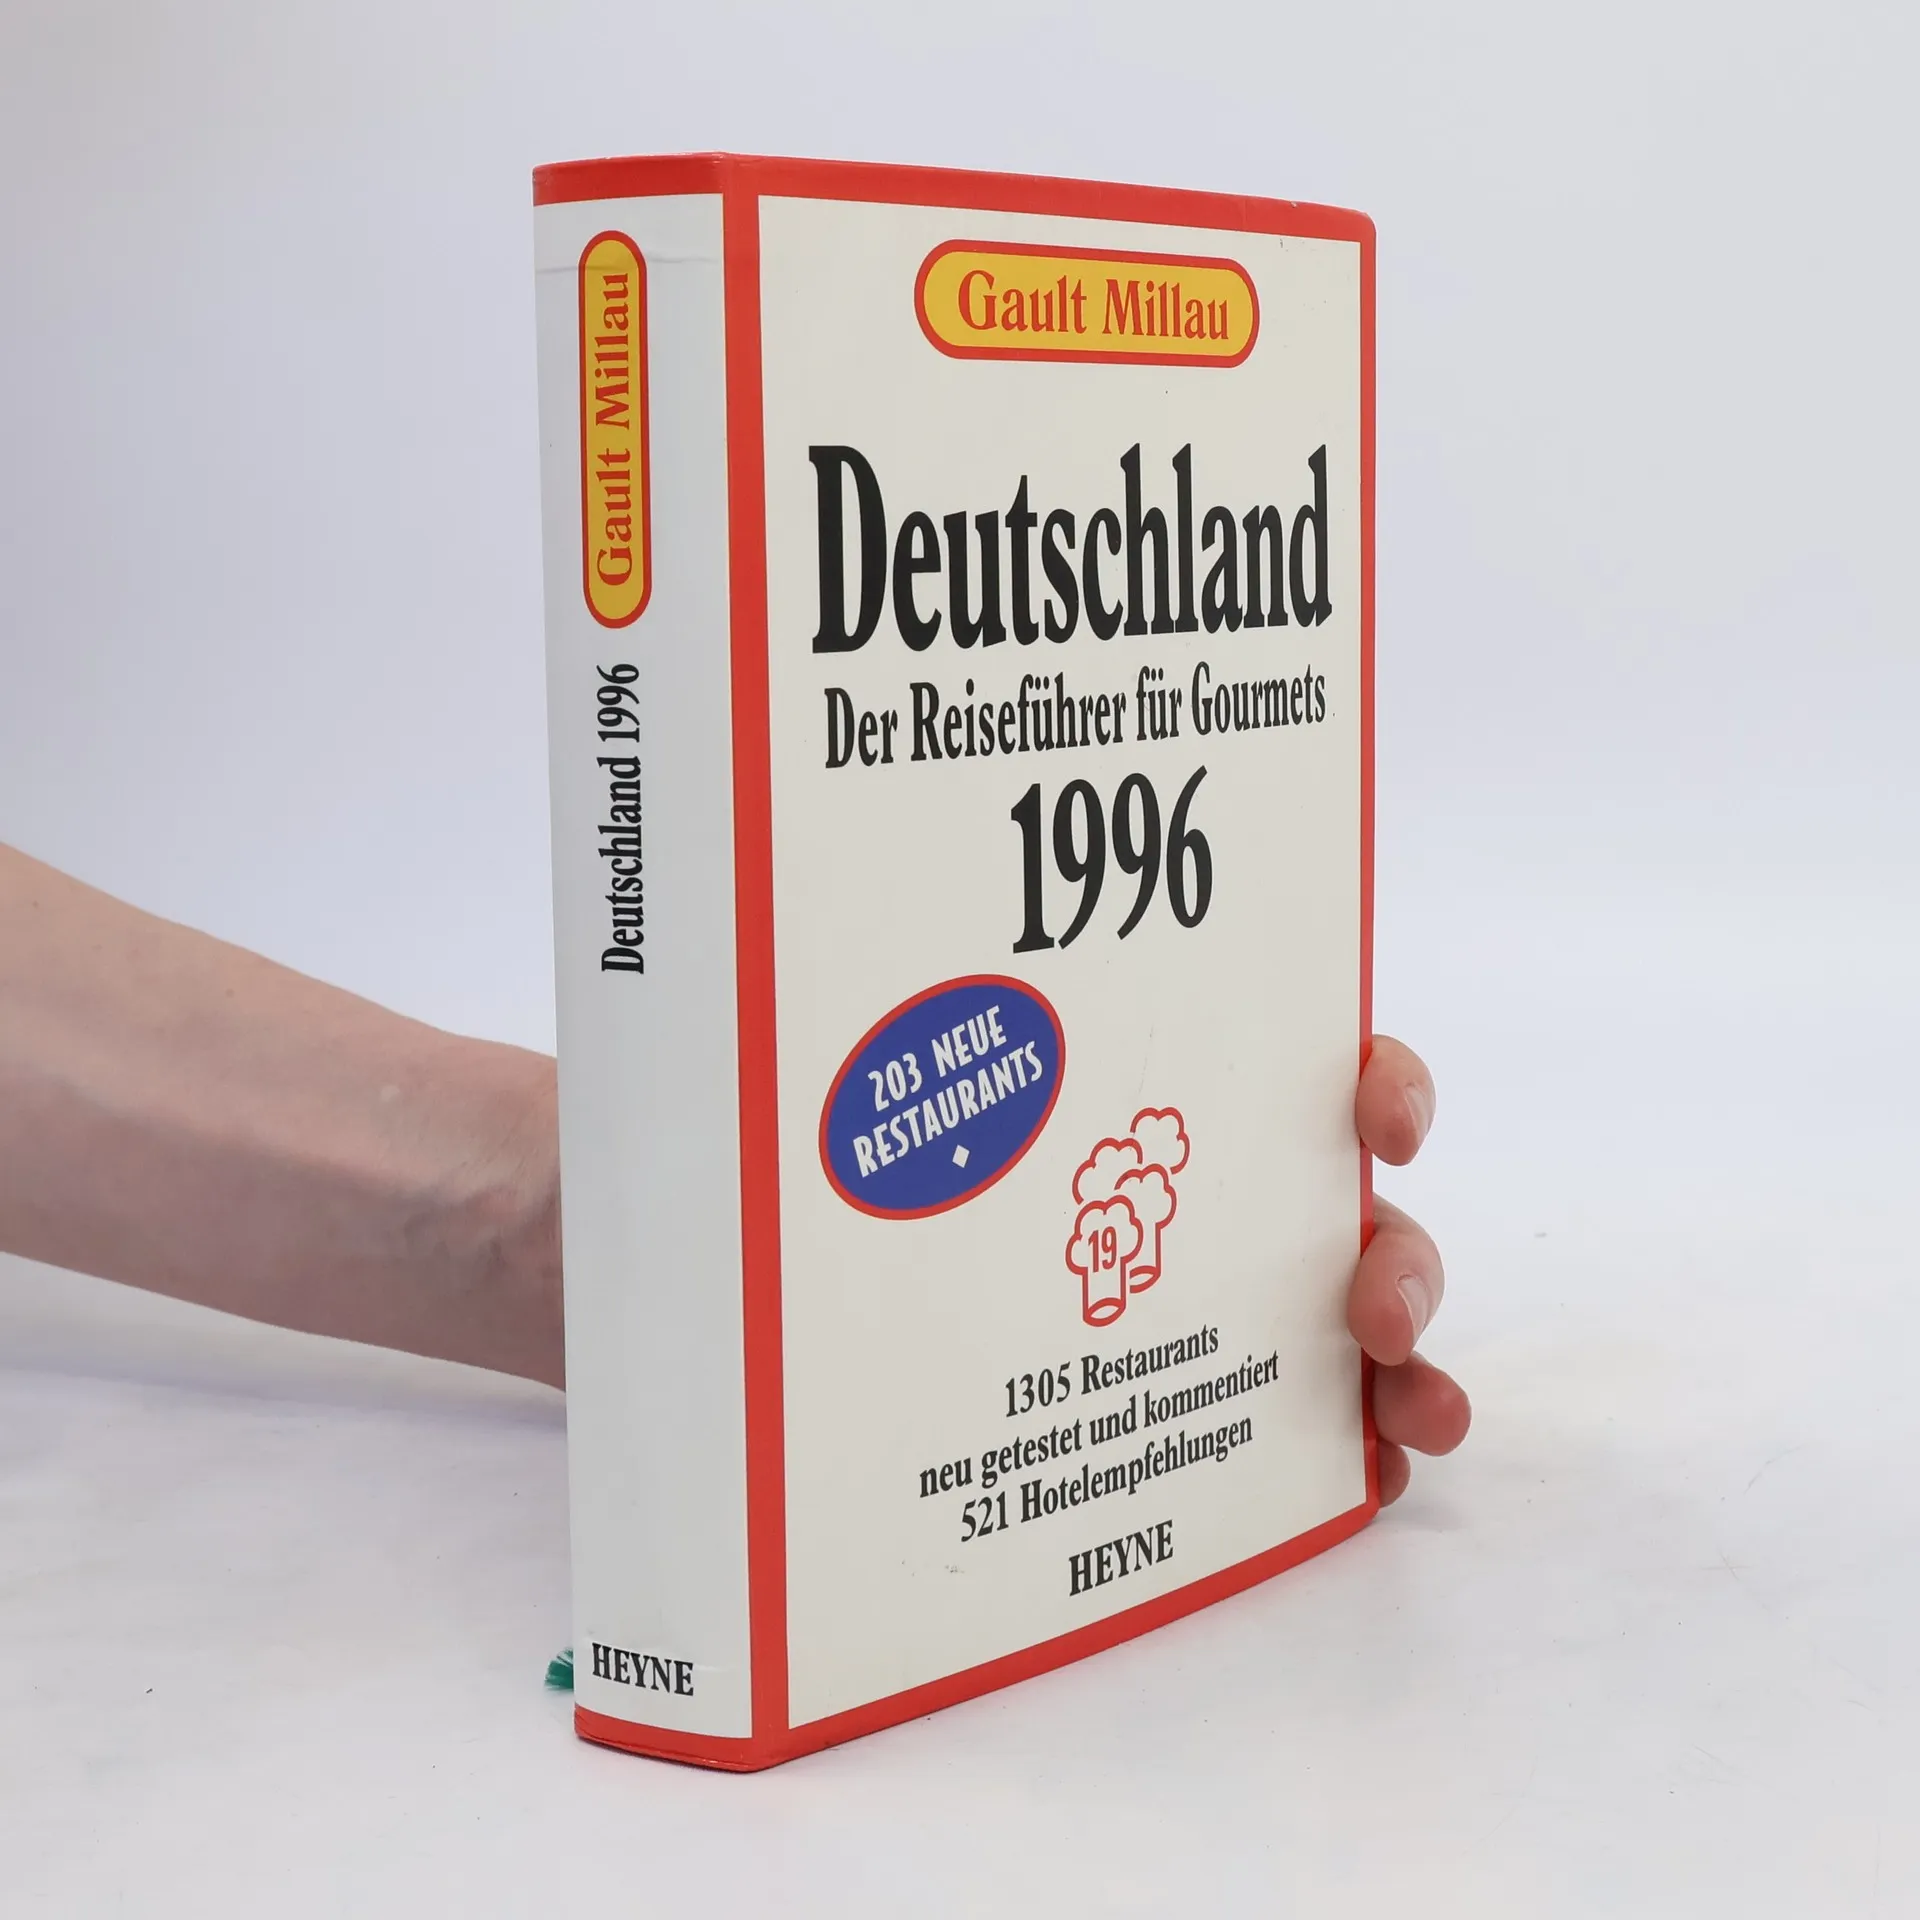 Gault Millau
Deutschland 1996
HEYNE
Gault Millau
Deutschland
Der Reiseführer für Gourmets
1996
203 NEUE
RESTAURANTS
19
1305 Restaurants
neu getestet und kommentiert
521 Hotelempfehlungen
HEYNE